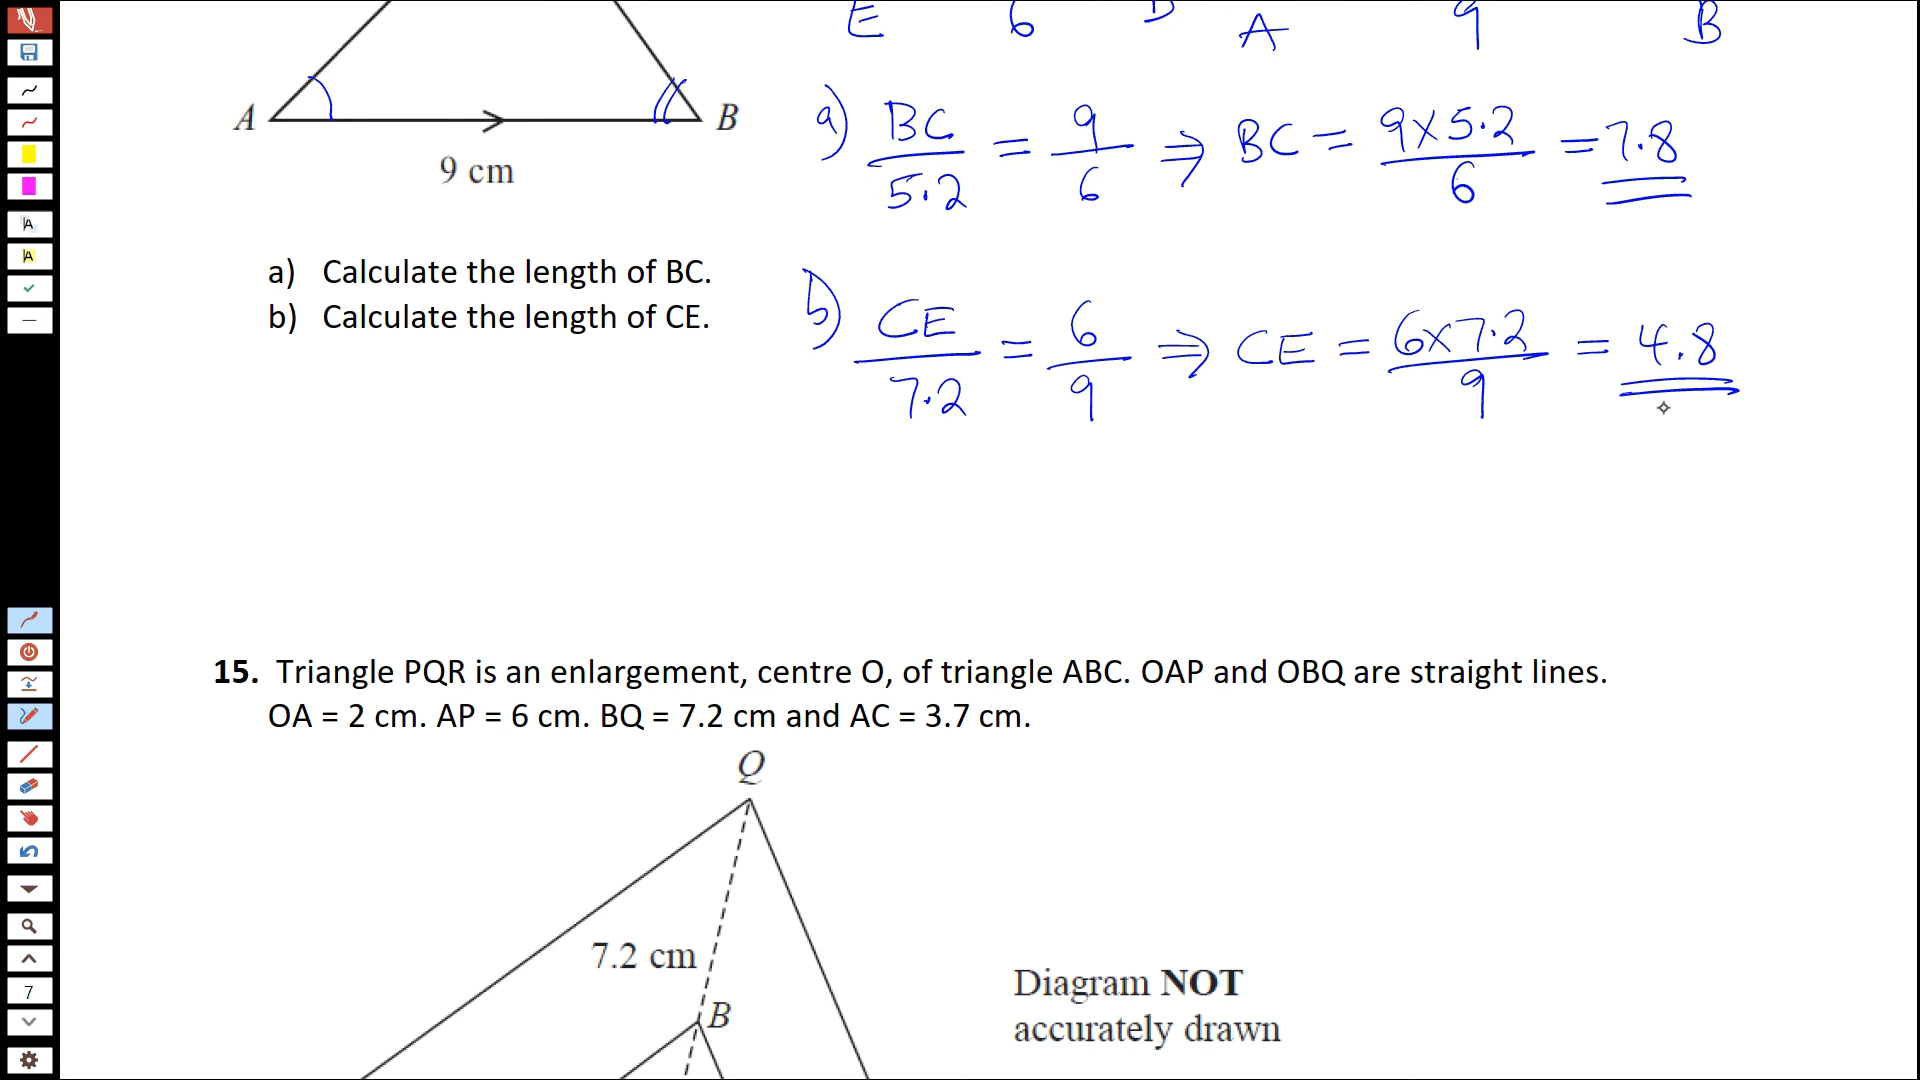 E 6 D A 9 B
A B
9 cm
a) BC/5.2 = 9/6 ⇒ BC = 9×5.2/6 = 7.8
a) Calculate the length of BC.
b) Calculate the length of CE.
b) CE/7.2 = 6/9 ⇒ CE = 6×7.2/9 = 4.8
15. Triangle PQR is an enlargement, centre O, of triangle ABC. OAP and OBQ are straight lines.
OA = 2 cm. AP = 6 cm. BQ = 7.2 cm and AC = 3.7 cm.
Q
7.2 cm
B
Diagram NOT
accurately drawn
A
A
7